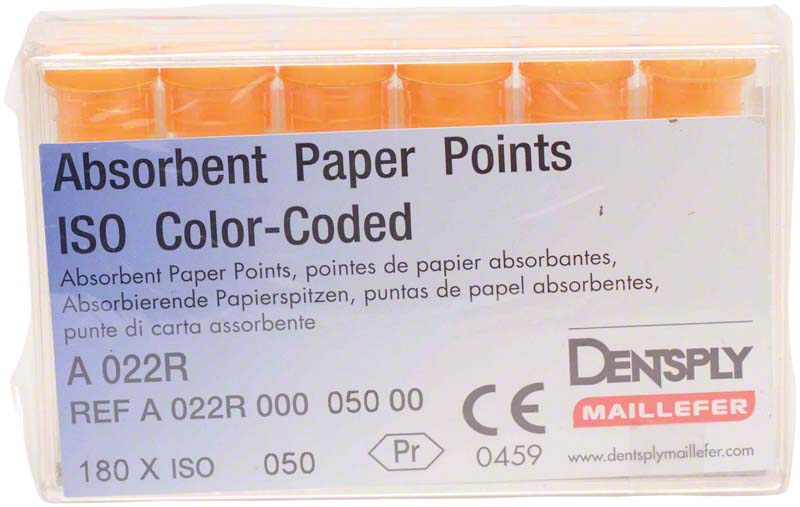 Absorbent Paper Points
ISO Color-Coded
Absorbent Paper Points, pointes de papier absorbantes,
Absorbierende Papierspitzen, puntas de papel absorbentes,
punte di carta assorbente
A 022R
REF A 022R 000 050 00
180 X ISO 050
Pr
CE
0459
DENTSPLY
MAILLEFER
www.dentsplymaillefer.com